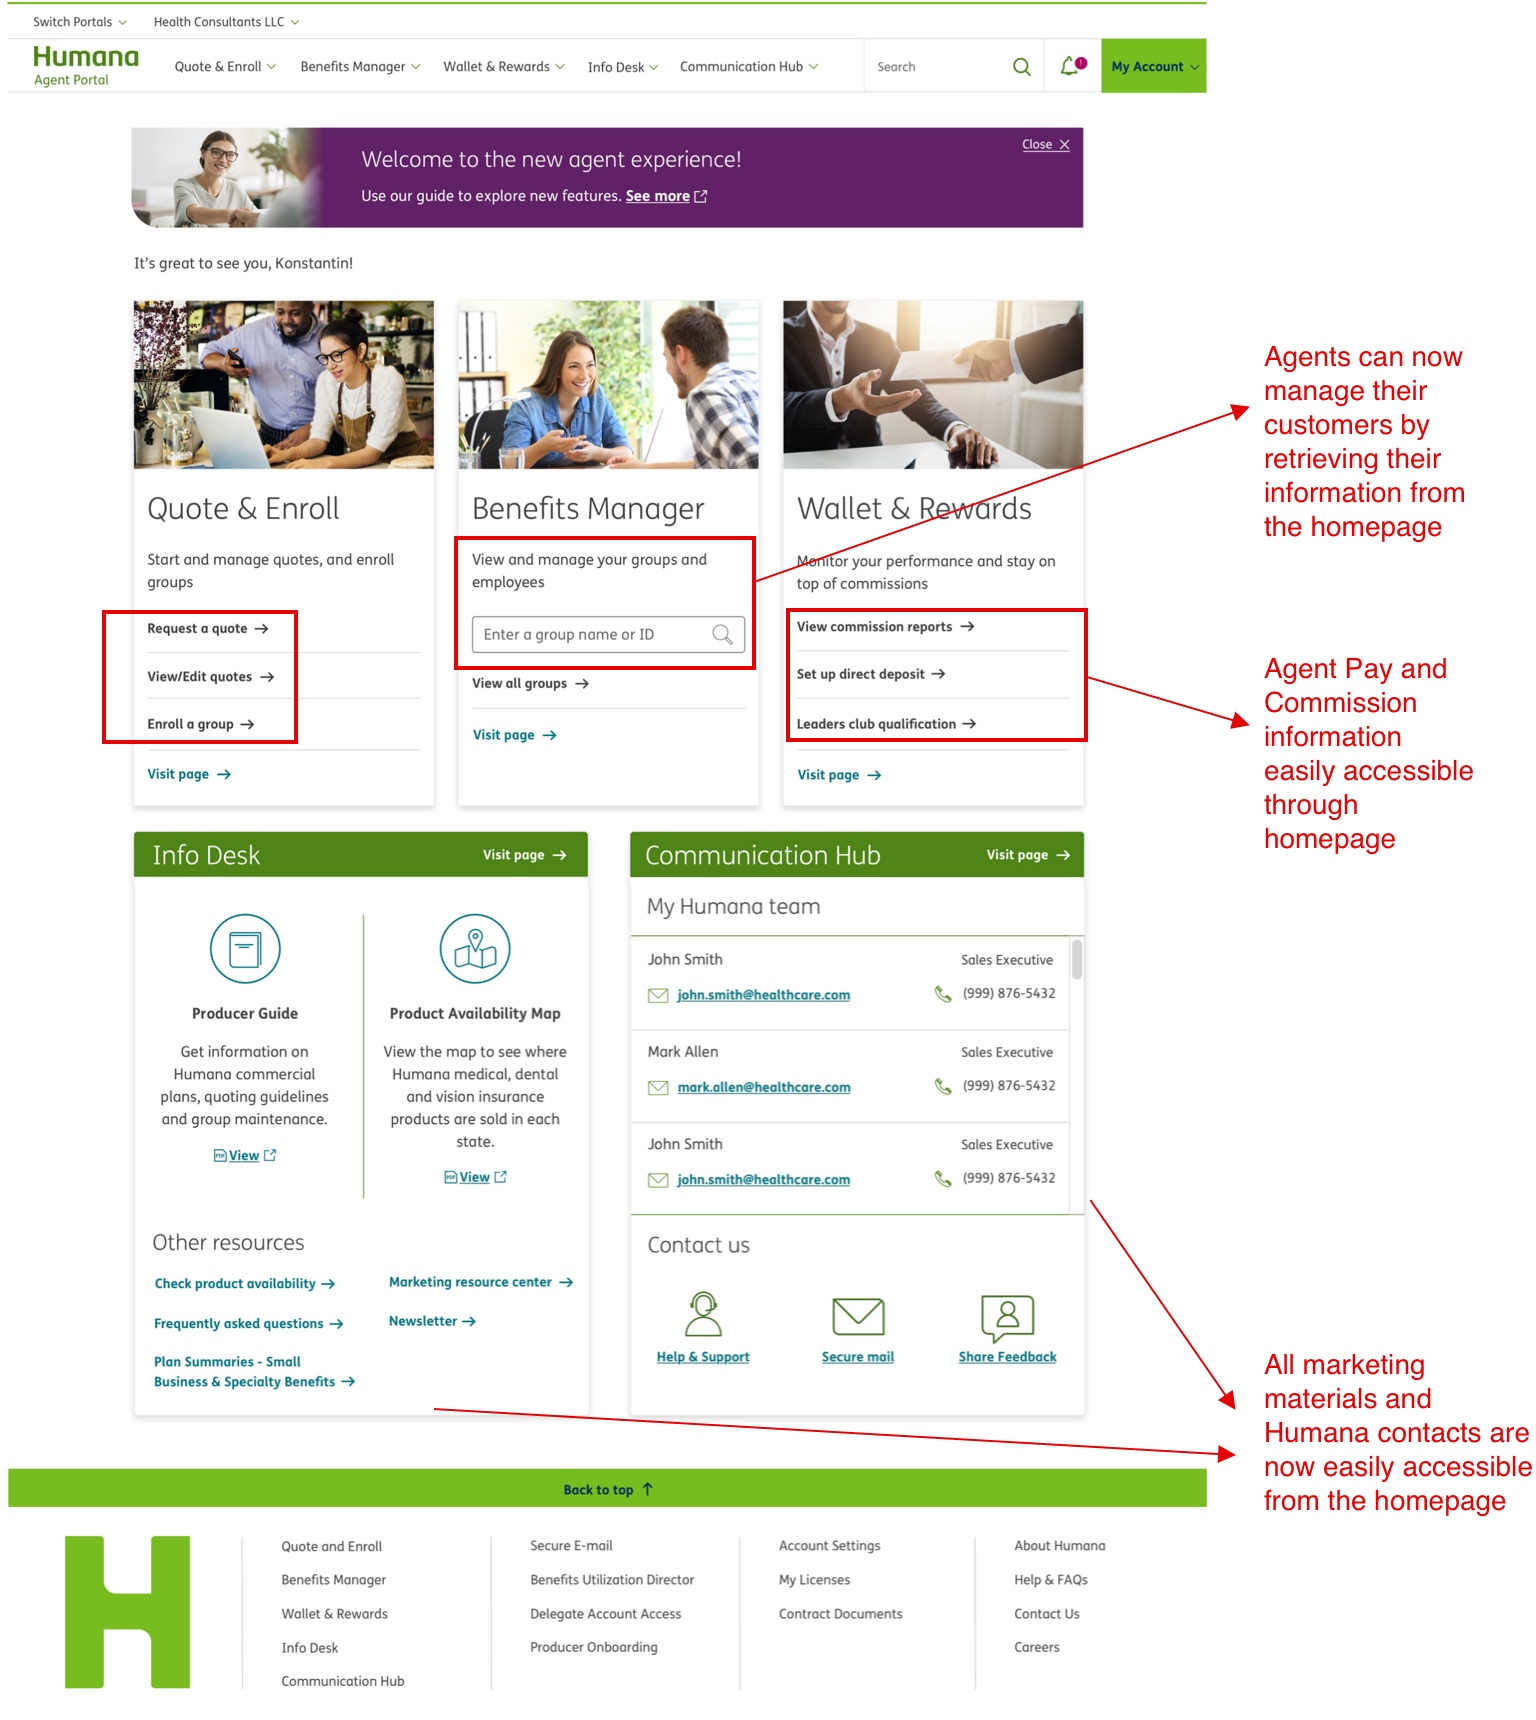 Switch Portals
Health Consultants LLC
Humana
Agent Portal
Quote & Enroll
Benefits Manager
Wallet & Rewards
Info Desk
Communication Hub
Search
!
My Account
Welcome to the new agent experience!
Close X
Use our guide to explore new features. See more
It's great to see you, Konstantin!
Quote & Enroll
Start and manage quotes, and enroll
groups
Request a quote →
View/Edit quotes →
Enroll a group →
Visit page →
Benefits Manager
View and manage your groups and
employees
Enter a group name or ID
View all groups →
Visit page →
Wallet & Rewards
Monitor your performance and stay on
top of commissions
View commission reports →
Set up direct deposit →
Leaders club qualification →
Visit page →
Agents can now
manage their
customers by
retrieving their
information from
the homepage
Agent Pay and
Commission
information
easily accessible
through
homepage
Info Desk
Visit page →
Producer Guide
Get information on
Humana commercial
plans, quoting guidelines
and group maintenance.
PDF View
Product Availability Map
View the map to see where
Humana medical, dental
and vision insurance
products are sold in each
state.
PDF View
Other resources
Check product availability →
Marketing resource center →
Frequently asked questions →
Newsletter →
Plan Summaries - Small
Business & Specialty Benefits →
Communication Hub
Visit page →
My Humana team
John Smith
Sales Executive
john.smith@healthcare.com
(999) 876-5432
Mark Allen
Sales Executive
mark.allen@healthcare.com
(999) 876-5432
John Smith
Sales Executive
john.smith@healthcare.com
(999) 876-5432
Contact us
Help & Support
Secure mail
Share Feedback
All marketing
materials and
Humana contacts are
now easily accessible
from the homepage
Back to top ↑
H
Quote and Enroll
Benefits Manager
Wallet & Rewards
Info Desk
Communication Hub
Secure E-mail
Benefits Utilization Director
Delegate Account Access
Producer Onboarding
Account Settings
My Licenses
Contract Documents
About Humana
Help & FAQs
Contact Us
Careers